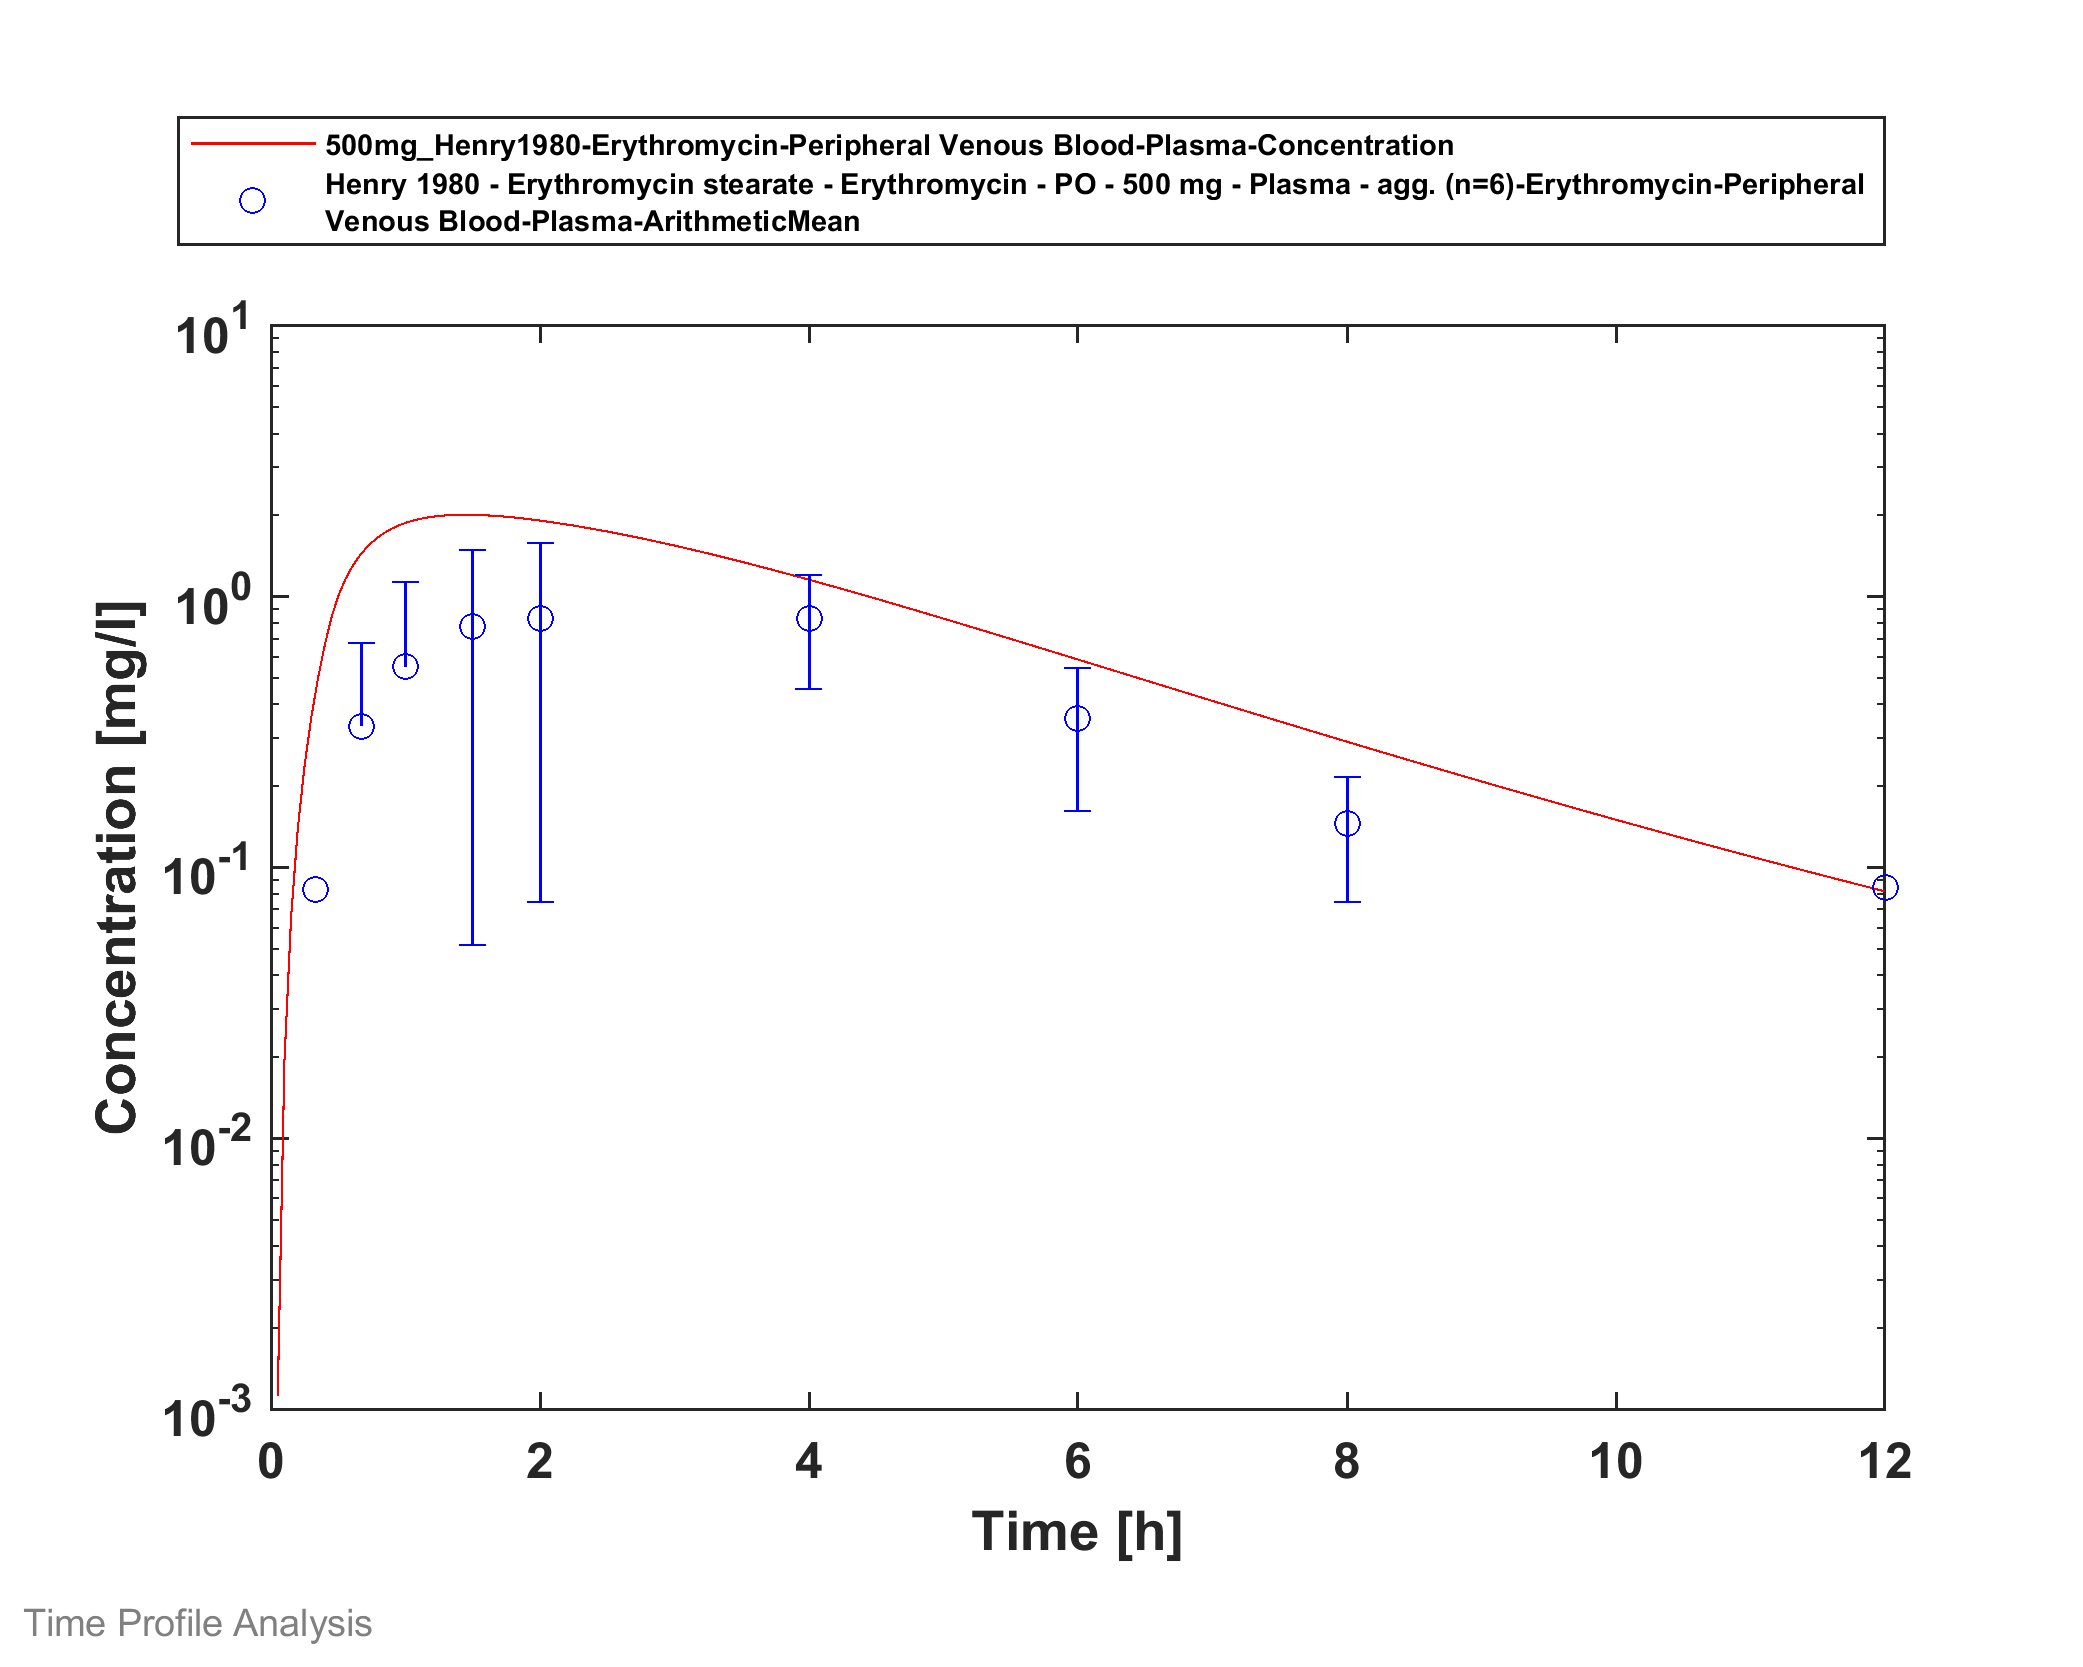 500mg_Henry1980-Erythromycin-Peripheral Venous Blood-Plasma-Concentration
Henry 1980 - Erythromycin stearate - Erythromycin - PO - 500 mg - Plasma - agg. (n=6)-Erythromycin-Peripheral
Venous Blood-Plasma-ArithmeticMean
10^1
10^0
10^-1
10^-2
10^-3
Concentration [mg/l]
0 2 4 6 8 10 12
Time [h]
Time Profile Analysis